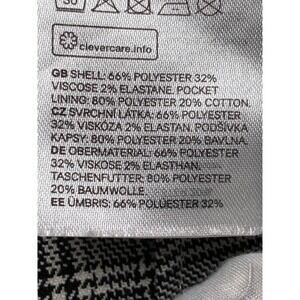 30
clevercare.info
GB SHELL: 66% POLYESTER 32%
VISCOSE 2% ELASTANE. POCKET
LINING: 80% POLYESTER 20% COTTON.
CZ SVRCHNÍ LÁTKA: 66% POLYESTER
32% VISKÓZA 2% ELASTAN. PODŠÍVKA
KAPSY: 80% POLYESTER 20% BAVLNA.
DE OBERMATERIAL: 66% POLYESTER
32% VISKOSE 2% ELASTHAN.
TASCHENFUTTER: 80% POLYESTER
20% BAUMWOLLE.
EE ÜMBRIS: 66% POLÜESTER 32%